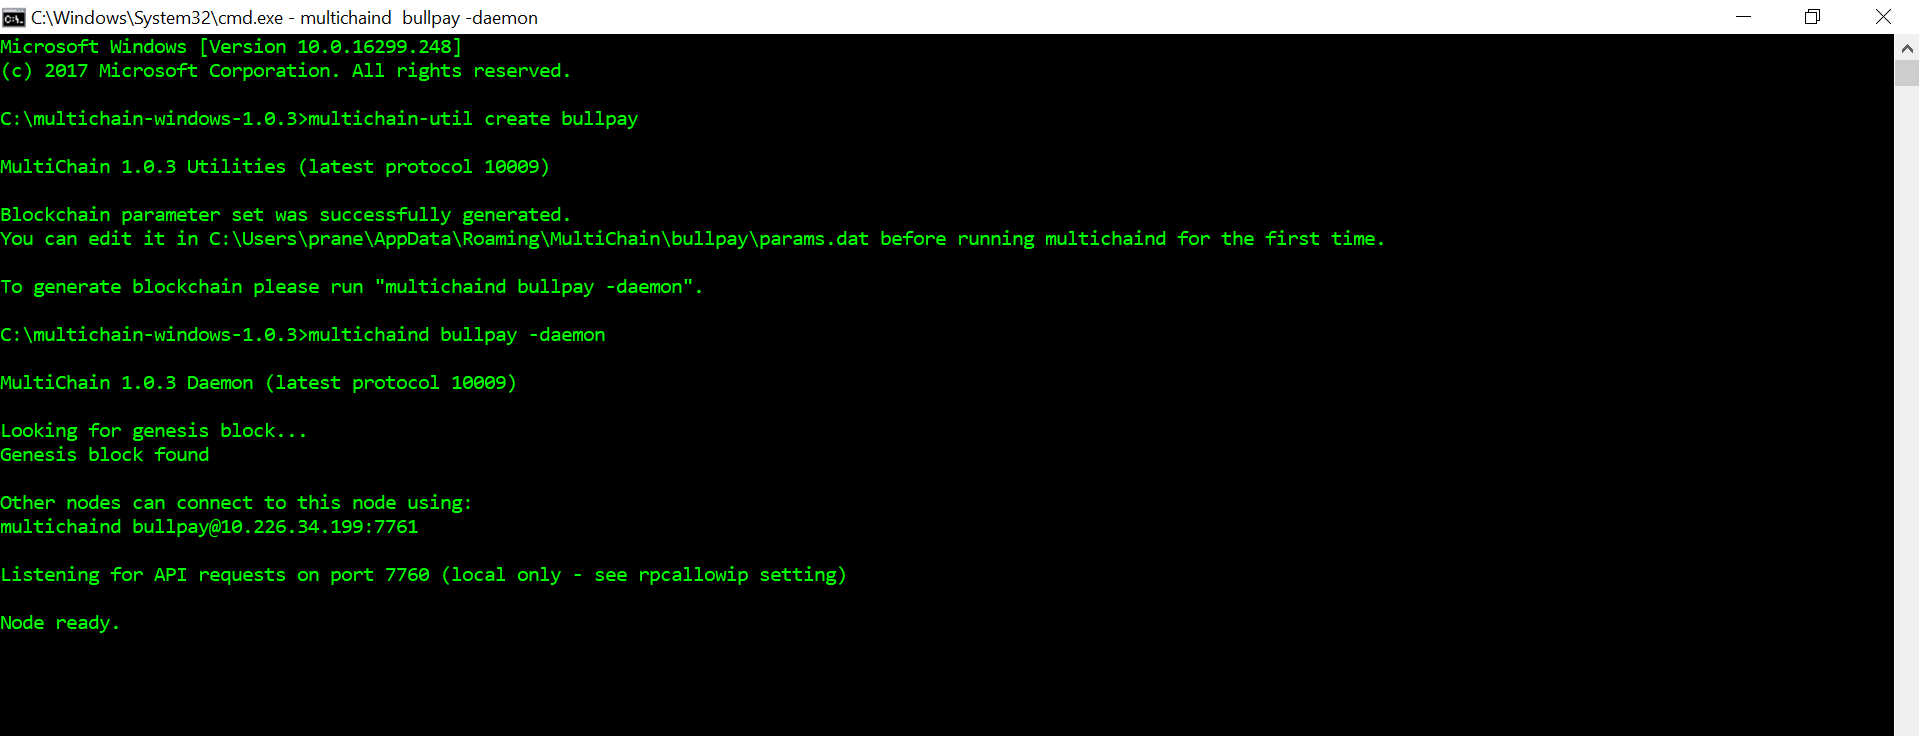 C:\Windows\System32\cmd.exe - multichaind  bullpay -daemon
Microsoft Windows [Version 10.0.16299.248]
(c) 2017 Microsoft Corporation. All rights reserved.
C:\multichain-windows-1.0.3>multichain-util create bullpay
MultiChain 1.0.3 Utilities (latest protocol 10009)
Blockchain parameter set was successfully generated.
You can edit it in C:\Users\prane\AppData\Roaming\MultiChain\bullpay\params.dat before running multichaind for the first time.
To generate blockchain please run "multichaind bullpay -daemon".
C:\multichain-windows-1.0.3>multichaind bullpay -daemon
MultiChain 1.0.3 Daemon (latest protocol 10009)
Looking for genesis block...
Genesis block found
Other nodes can connect to this node using:
multichaind bullpay@10.226.34.199:7761
Listening for API requests on port 7760 (local only - see rpcallowip setting)
Node ready.